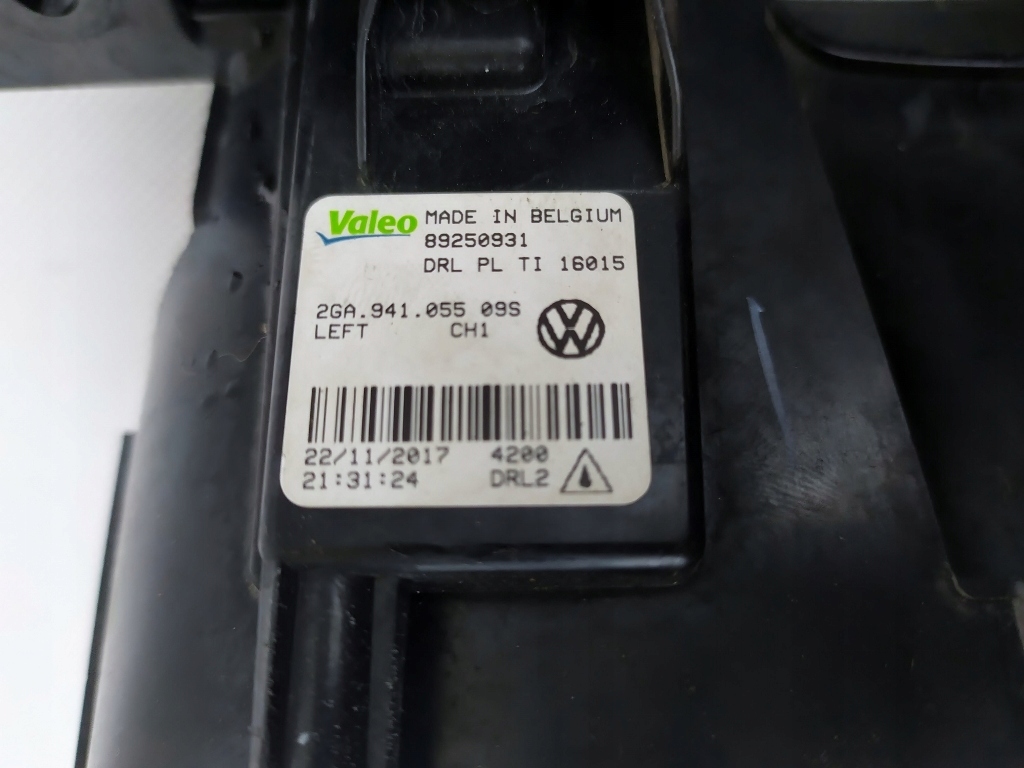 Valeo MADE IN BELGIUM
89250931
DRL PL TI 16015
2GA.941.055 09S
LEFT CH1
22/11/2017 4200
21:31:24 DRL2